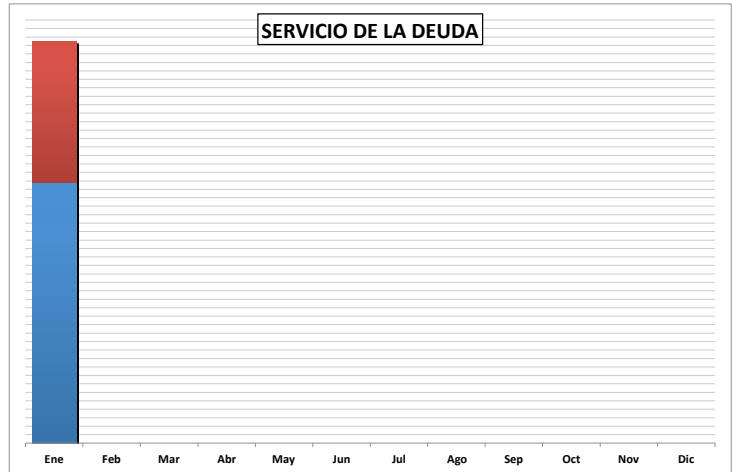 SERVICIO DE LA DEUDA
Ene Feb Mar Abr May Jun Jul Ago Sep Oct Nov Dic